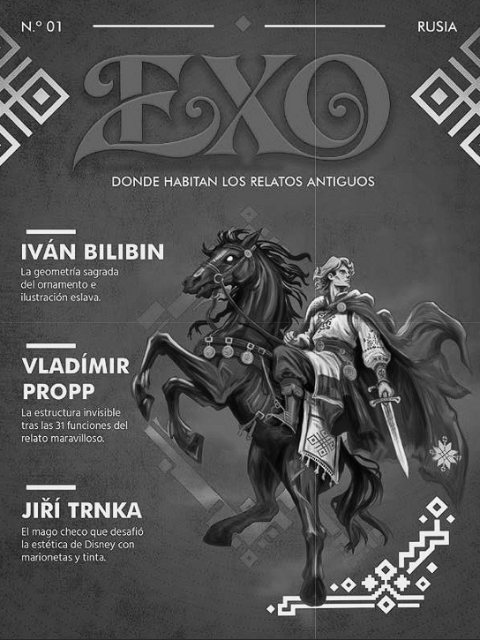 N.º 01
RUSIA
EXO
DONDE HABITAN LOS RELATOS ANTIGUOS
IVÁN BILIBIN
La geometría sagrada
del ornamento e
ilustración eslava.
VLADÍMIR
PROPP
La estructura invisible
tras las 31 funciones del
relato maravilloso.
JIŘÍ TRNKA
El mago checo que desafió
la estética de Disney con
marionetas y tinta.